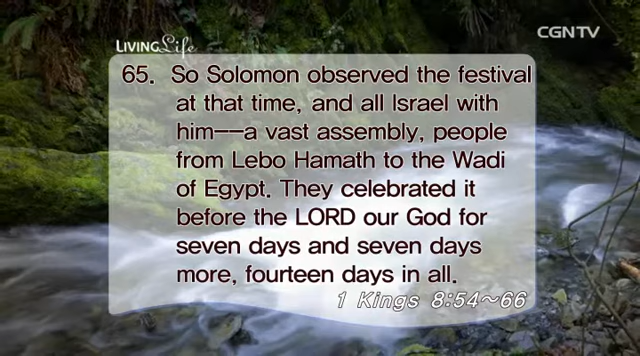 LIVING Life
CGNTV
65. So Solomon observed the festival
at that time, and all Israel with
him--a vast assembly, people
from Lebo Hamath to the Wadi
of Egypt. They celebrated it
before the LORD our God for
seven days and seven days
more, fourteen days in all.
1 Kings 8:54~66